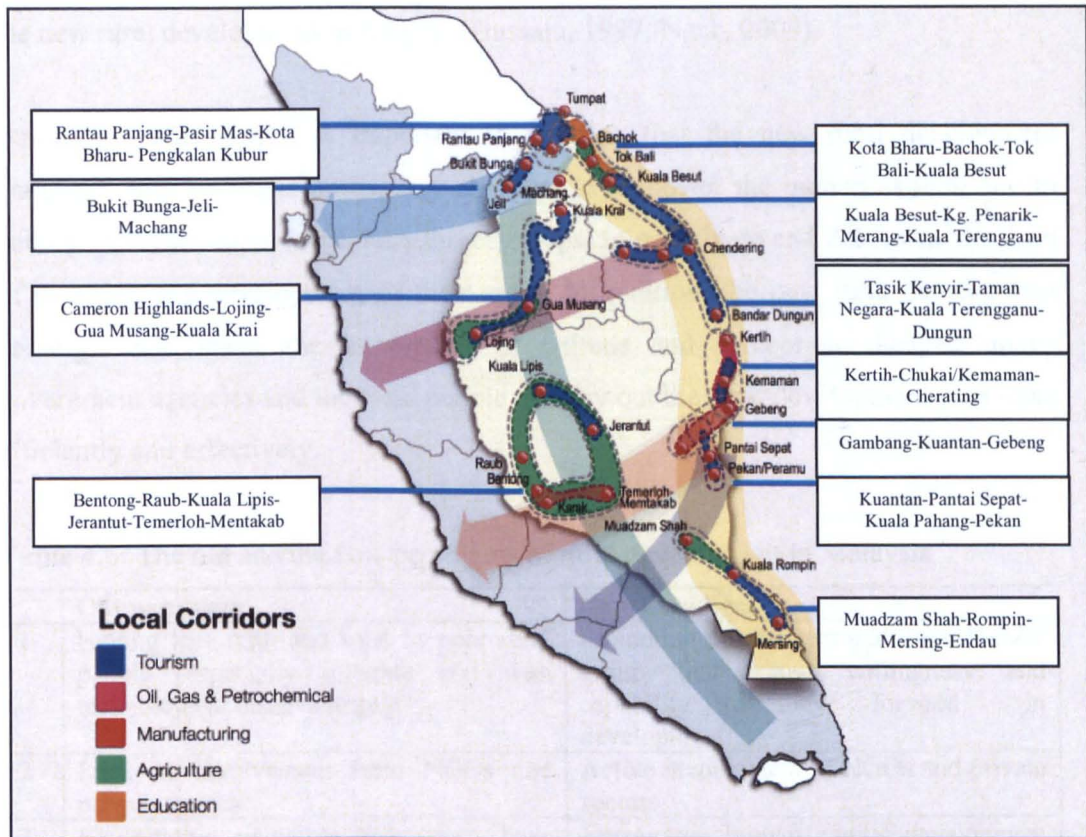 Tumpat
Rantau Panjang-Pasir Mas-Kota
Bharu- Pengkalan Kubur
Bukit Bunga-Jeli-
Machang
Cameron Highlands-Lojing-
Gua Musang-Kuala Krai
Bentong-Raub-Kuala Lipis-
Jerantut-Temerloh-Mentakab
Rantau Panjang
Bachok
Bukit Bunga
Tok Bali
Kuala Besut
Jeli
Machang
Kuala Krai
Chendering
Gua Musang
Bandar Dungun
Lojing
Kertih
Kuala Lipis
Kemaman
Gebeng
Jerantut
Pantai Sepat
Raub
Pekan/Peramu
Bentong
Karak
Temerloh-
Memtakab
Muadzam Shah
Kuala Rompin
Mersing
Kota Bharu-Bachok-Tok
Bali-Kuala Besut
Kuala Besut-Kg. Penarik-
Merang-Kuala Terengganu
Tasik Kenyir-Taman
Negara-Kuala Terengganu-
Dungun
Kertih-Chukai/Kemaman-
Cherating
Gambang-Kuantan-Gebeng
Kuantan-Pantai Sepat-
Kuala Pahang-Pekan
Muadzam Shah-Rompin-
Mersing-Endau
Local Corridors
Tourism
Oil, Gas & Petrochemical
Manufacturing
Agriculture
Education